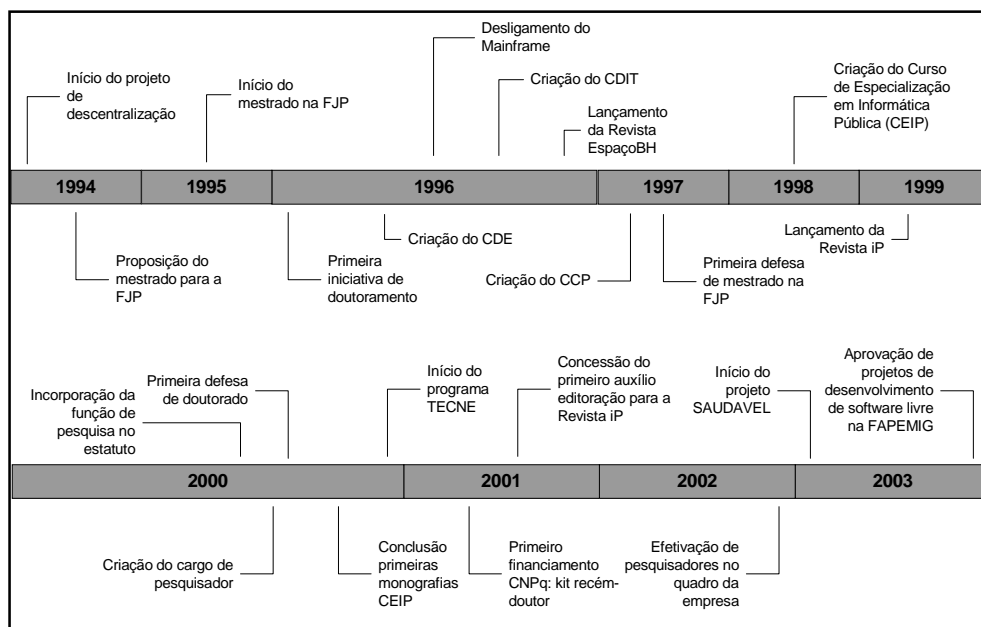 Início do projeto
de
descentralização
Início do
mestrado na FJP
Desligamento do
Mainframe
Criação do CDIT
Lançamento
da Revista
EspaçoBH
Criação do Curso
de Especialização
em Informática
Pública (CEIP)
1994 1995 1996 1997 1998 1999
Proposição do
mestrado para a
FJP
Primeira
iniciativa de
doutoramento
Criação do CDE
Criação do CCP
Primeira defesa
de mestrado na
FJP
Lançamento da
Revista iP
Incorporação da
função de
pesquisa no
estatuto
Primeira defesa
de doutorado
Início do
programa
TECNE
Concessão do
primeiro auxílio
editoração para a
Revista iP
Início do
projeto
SAUDAVEL
Aprovação de
projetos de
desenvolvimento
de software livre
na FAPEMIG
2000 2001 2002 2003
Criação do cargo de
pesquisador
Conclusão
primeiras
monografias
CEIP
Primeiro
financiamento
CNPq: kit recém-
doutor
Efetivação de
pesquisadores no
quadro da
empresa